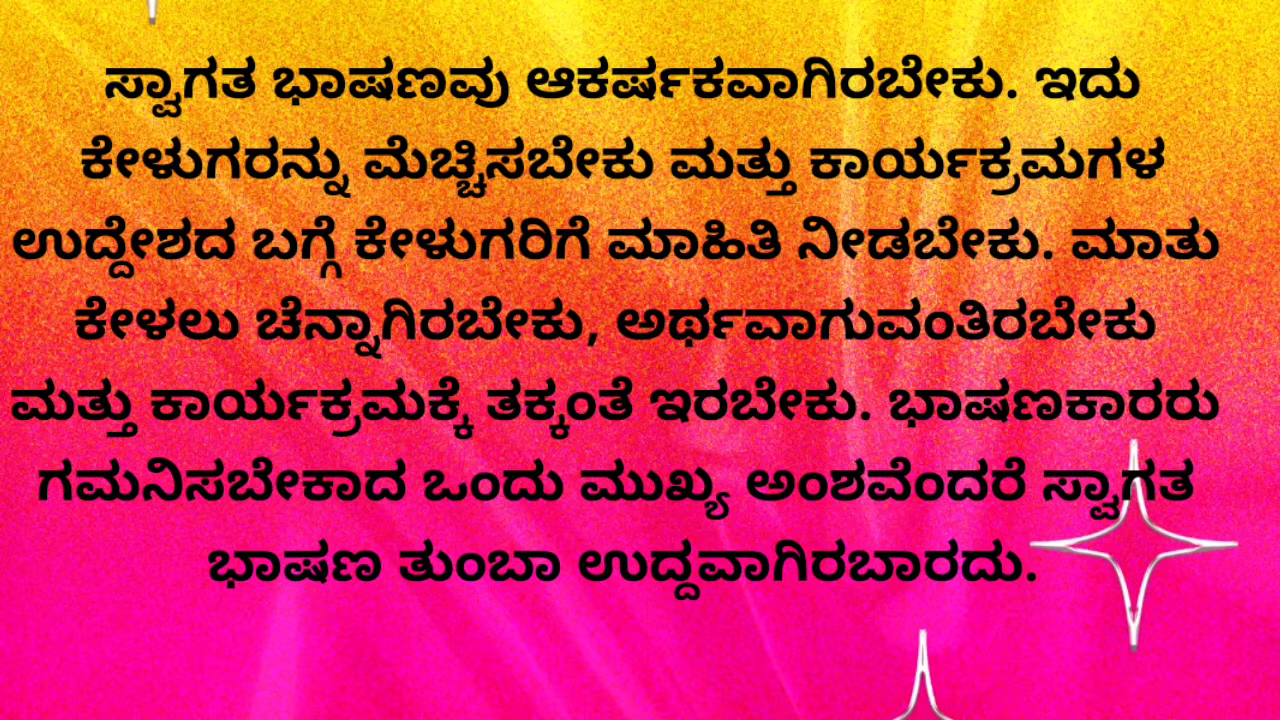 ಸ್ವಾಗತ ಭಾಷಣವು ಆಕರ್ಷಕವಾಗಿರಬೇಕು. ಇದು
ಕೇಳುಗರನ್ನು ಮೆಚ್ಚಿಸಬೇಕು ಮತ್ತು ಕಾರ್ಯಕ್ರಮಗಳ
ಉದ್ದೇಶದ ಬಗ್ಗೆ ಕೇಳುಗರಿಗೆ ಮಾಹಿತಿ ನೀಡಬೇಕು. ಮಾತು
ಕೇಳಲು ಚೆನ್ನಾಗಿರಬೇಕು, ಅರ್ಥವಾಗುವಂತಿರಬೇಕು
ಮತ್ತು ಕಾರ್ಯಕ್ರಮಕ್ಕೆ ತಕ್ಕಂತೆ ಇರಬೇಕು. ಭಾಷಣಕಾರರು
ಗಮನಿಸಬೇಕಾದ ಒಂದು ಮುಖ್ಯ ಅಂಶವೆಂದರೆ ಸ್ವಾಗತ
ಭಾಷಣ ತುಂಬಾ ಉದ್ದವಾಗಿರಬಾರದು.